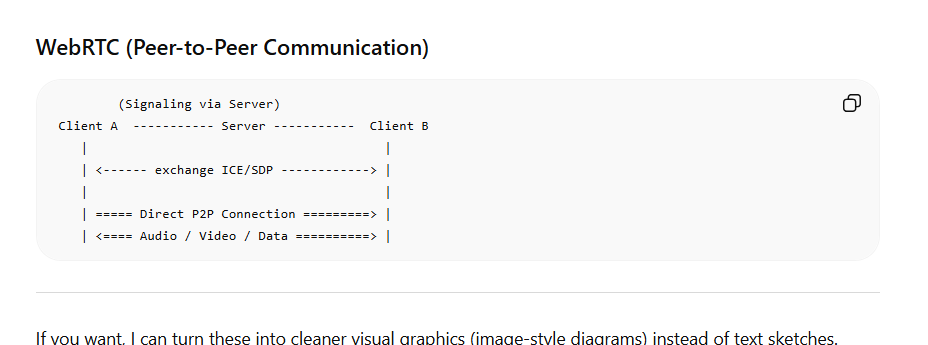 WebRTC (Peer-to-Peer Communication)
(Signaling via Server)
Client A ----------- Server ----------- Client B
| |
| <------ exchange ICE/SDP ------------> |
| |
| ===== Direct P2P Connection =========> |
| <==== Audio / Video / Data ==========> |
If you want, I can turn these into cleaner visual graphics (image-style diagrams) instead of text sketches.